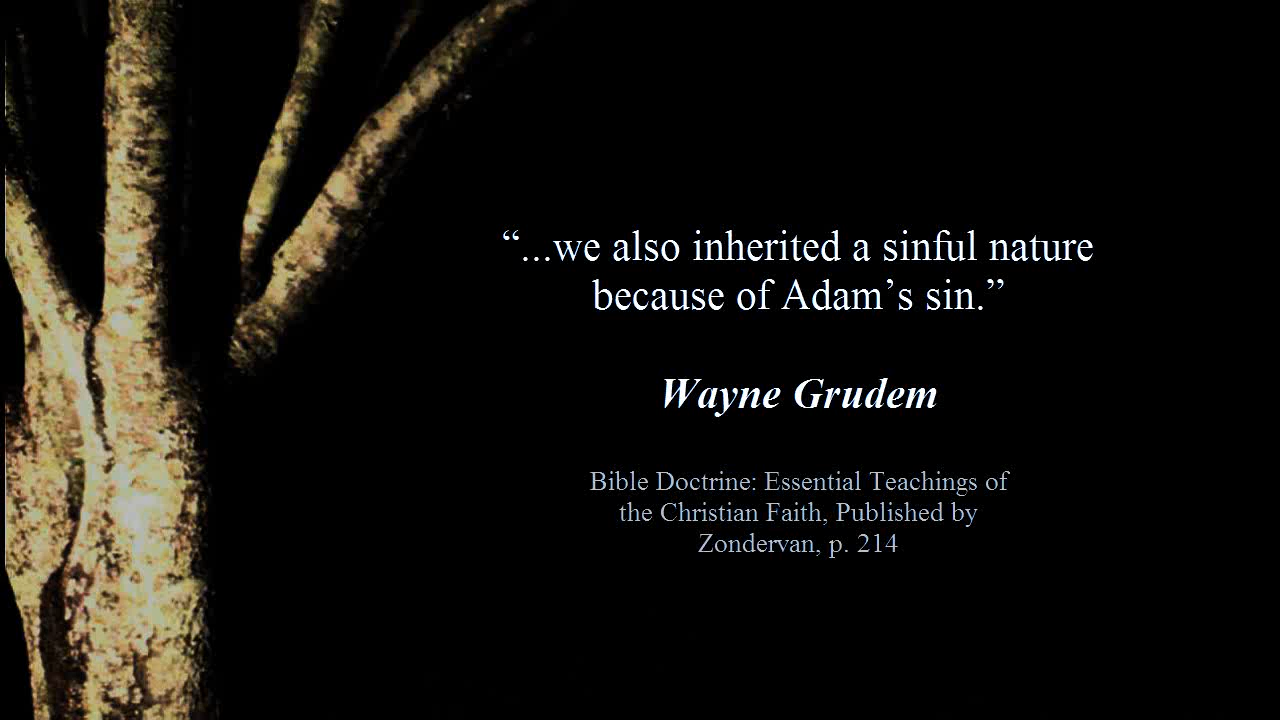 “...we also inherited a sinful nature
because of Adam’s sin.”
Wayne Grudem
Bible Doctrine: Essential Teachings of
the Christian Faith, Published by
Zondervan, p. 214